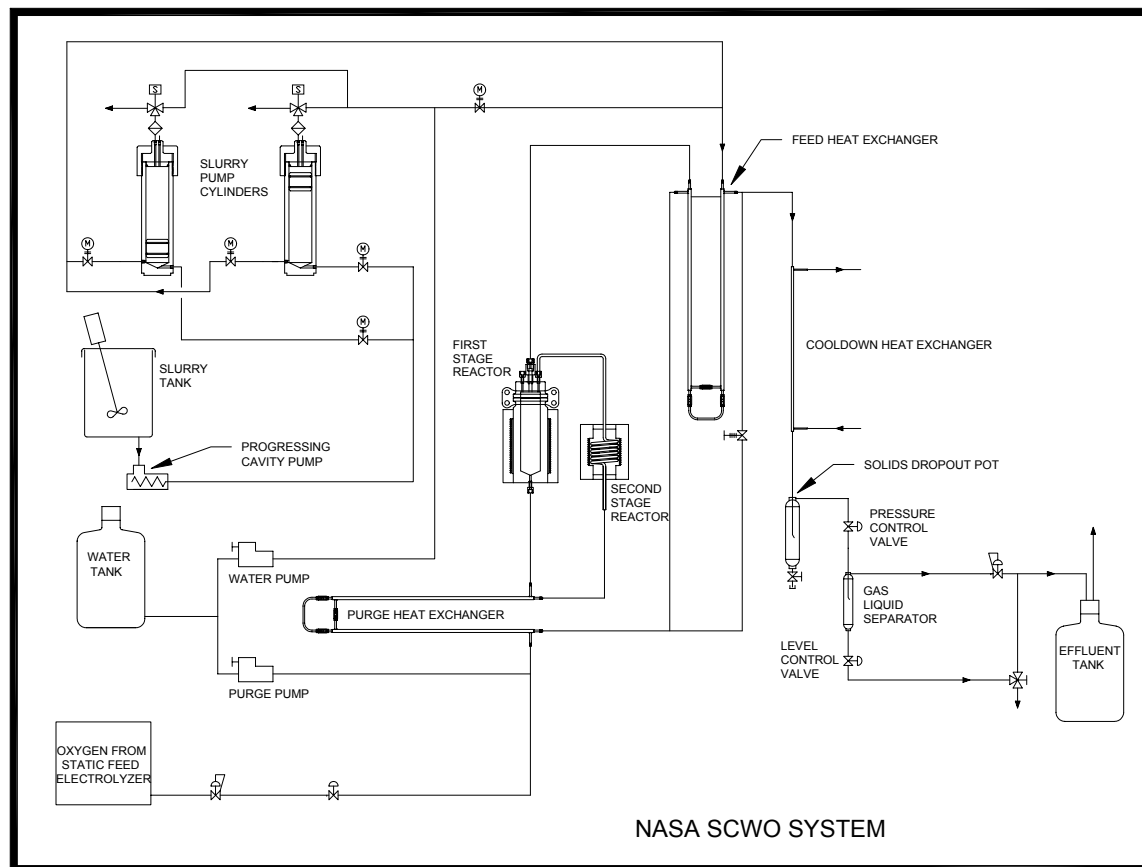 S
S
M
FEED HEAT EXCHANGER
SLURRY
PUMP
CYLINDERS
M
M
M
M
FIRST
STAGE
REACTOR
COOLDOWN HEAT EXCHANGER
SLURRY
TANK
PROGRESSING
CAVITY PUMP
SOLIDS DROPOUT POT
SECOND
STAGE
REACTOR
PRESSURE
CONTROL
VALVE
WATER
TANK
WATER PUMP
PURGE HEAT EXCHANGER
GAS
LIQUID
SEPARATOR
LEVEL
CONTROL
VALVE
EFFLUENT
TANK
PURGE PUMP
OXYGEN FROM
STATIC FEED
ELECTROLYZER
NASA SCWO SYSTEM